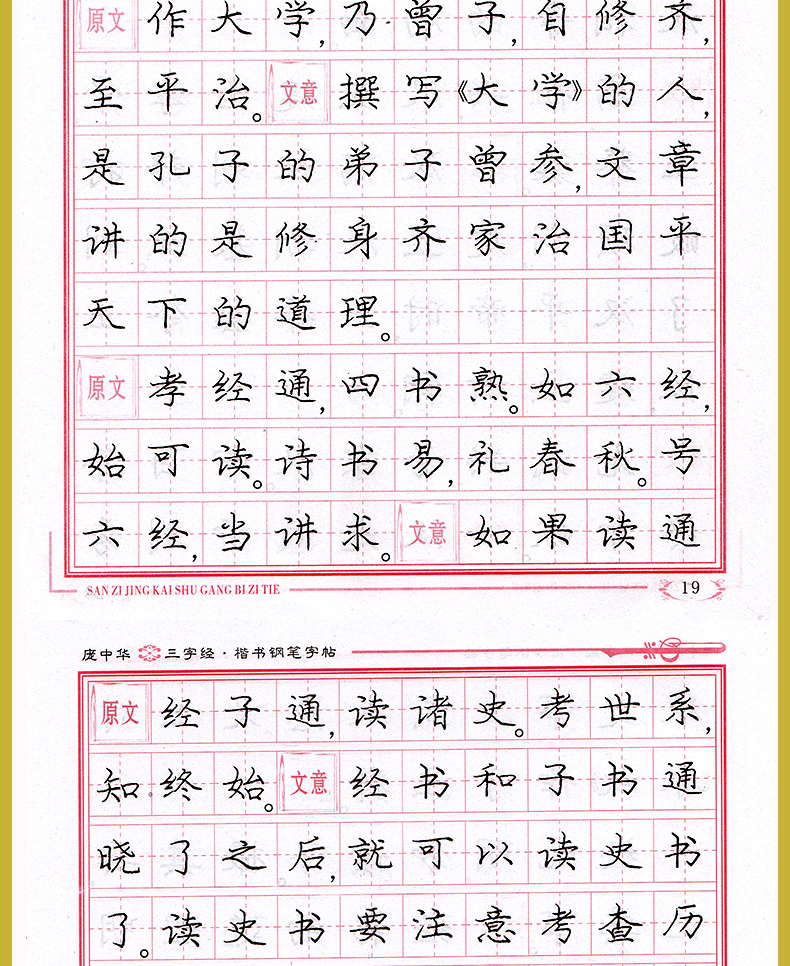 原文 作大学,乃曾子,自修齐,
至平治。文意 撰写《大学》的人,
是孔子的弟子曾参,文章
讲的是修身齐家治国平
天下的道理。
原文 孝经通,四书熟。如六经,
始可读。诗书易,礼春秋。号
六经,当讲求。文意 如果读通
SAN ZI JING KAI SHU GANG BI ZI TIE
19
庞中华 三字经·楷书钢笔字帖
原文 经子通,读诸史。考世系,
知终始。文意 经书和子书通
晓了之后,就可以读史书
了。读史书要注意考查历